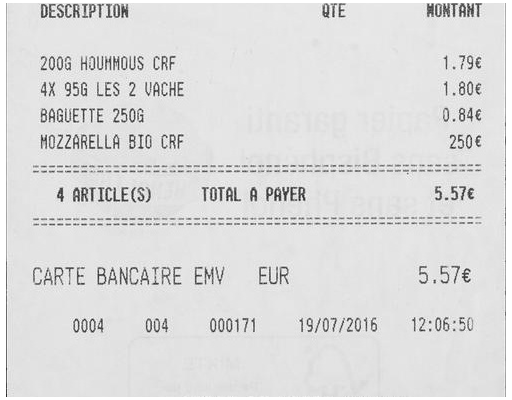 DESCRIPTION QTE MONTANT
200G HOUMMOUS CRF 1.79€
4X 95G LES 2 VACHE 1.80€
BAGUETTE 250G 0.84€
MOZZARELLA BIO CRF 250€
4 ARTICLE(S) TOTAL A PAYER 5.57€
CARTE BANCAIRE EMV EUR 5.57€
0004 004 000171 19/07/2016 12:06:50